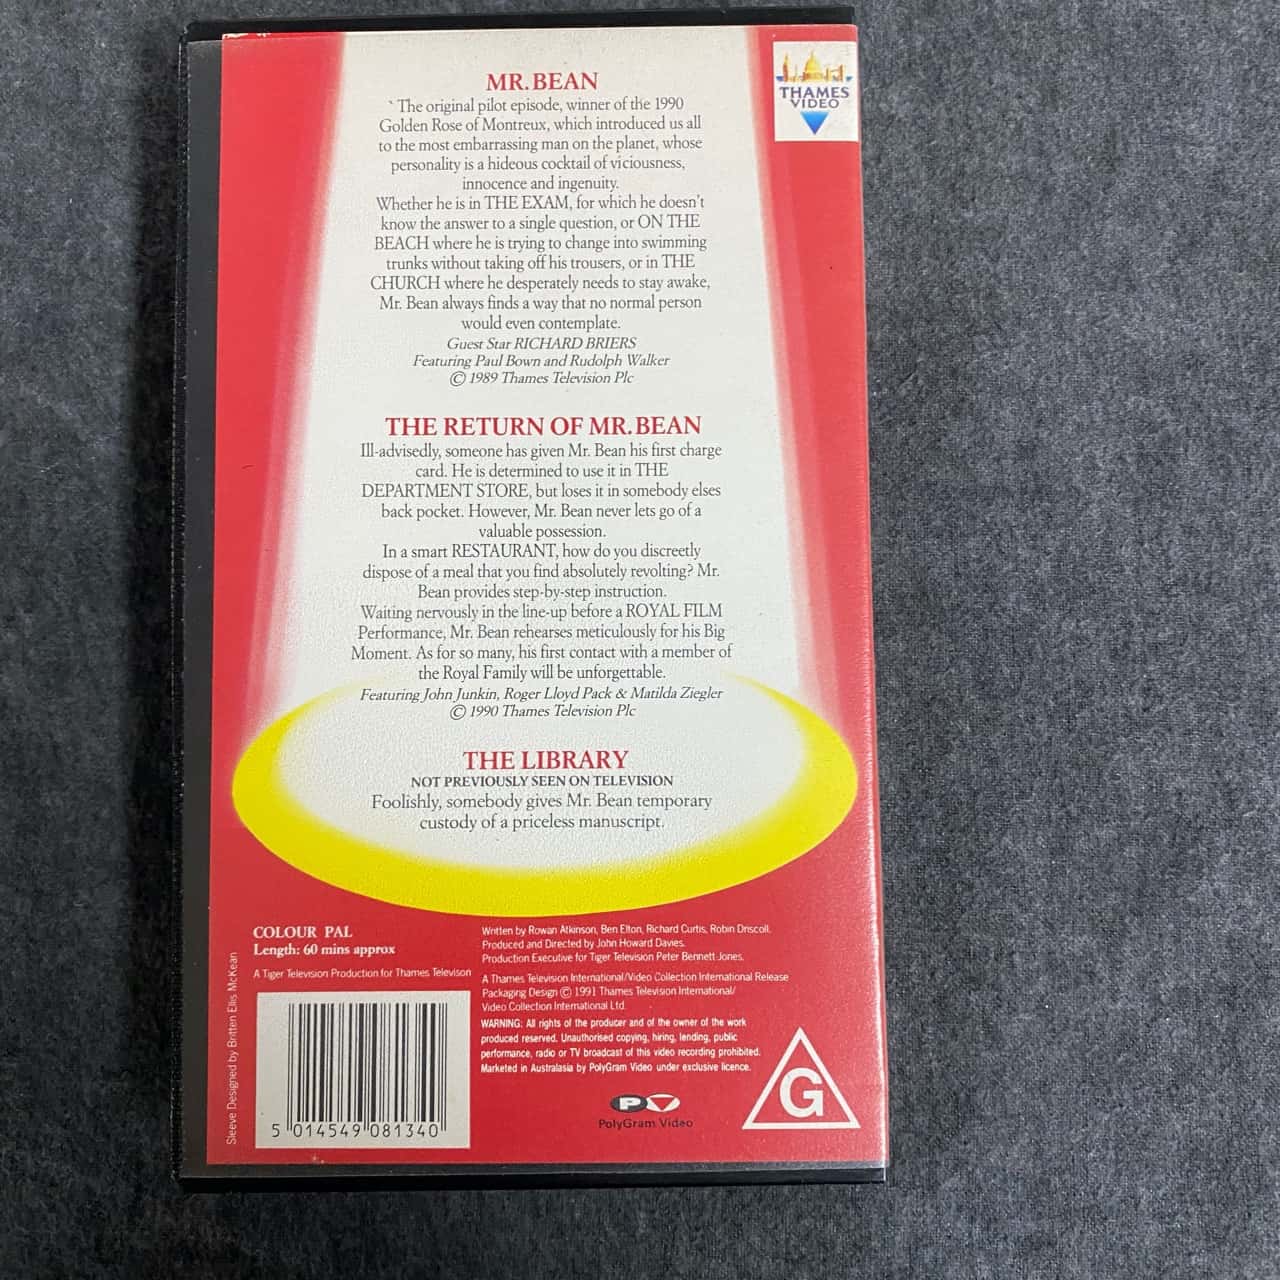 MR. BEAN
` The original pilot episode, winner of the 1990
Golden Rose of Montreux, which introduced us all
to the most embarrassing man on the planet, whose
personality is a hideous cocktail of viciousness,
innocence and ingenuity.
Whether he is in THE EXAM, for which he doesn't
know the answer to a single question, or ON THE
BEACH where he is trying to change into swimming
trunks without taking off his trousers, or in THE
CHURCH where he desperately needs to stay awake,
Mr. Bean always finds a way that no normal person
would even contemplate.
Guest Star RICHARD BRIERS
Featuring Paul Bown and Rudolph Walker
© 1989 Thames Television Plc
THAMES
VIDEO
THE RETURN OF MR. BEAN
Ill-advisedly, someone has given Mr. Bean his first charge
card. He is determined to use it in THE
DEPARTMENT STORE, but loses it in somebody elses
back pocket. However, Mr. Bean never lets go of a
valuable possession.
In a smart RESTAURANT, how do you discreetly
dispose of a meal that you find absolutely revolting? Mr.
Bean provides step-by-step instruction.
Waiting nervously in the line-up before a ROYAL FILM
Performance, Mr. Bean rehearses meticulously for his Big
Moment. As for so many, his first contact with a member of
the Royal Family will be unforgettable.
Featuring John Junkin, Roger Lloyd Pack & Matilda Ziegler
© 1990 Thames Television Plc
THE LIBRARY
NOT PREVIOUSLY SEEN ON TELEVISION
Foolishly, somebody gives Mr. Bean temporary
custody of a priceless manuscript.
COLOUR PAL
Length: 60 mins approx
A Tiger Television Production for Thames Televison
Sleeve Designed by Britten Ellis McKean
5 014549 081340
Written by Rowan Atkinson, Ben Elton, Richard Curtis, Robin Driscoll.
Produced and Directed by John Howard Davies.
Production Executive for Tiger Television Peter Bennett Jones.
A Thames Television International/Video Collection International Release
Packaging Design © 1991 Thames Television International/
Video Collection International Ltd.
WARNING: All rights of the producer and of the owner of the work
produced reserved. Unauthorised copying, hiring, lending, public
performance, radio or TV broadcast of this video recording prohibited.
Marketed in Australasia by PolyGram Video under exclusive licence.
PV
PolyGram Video
G